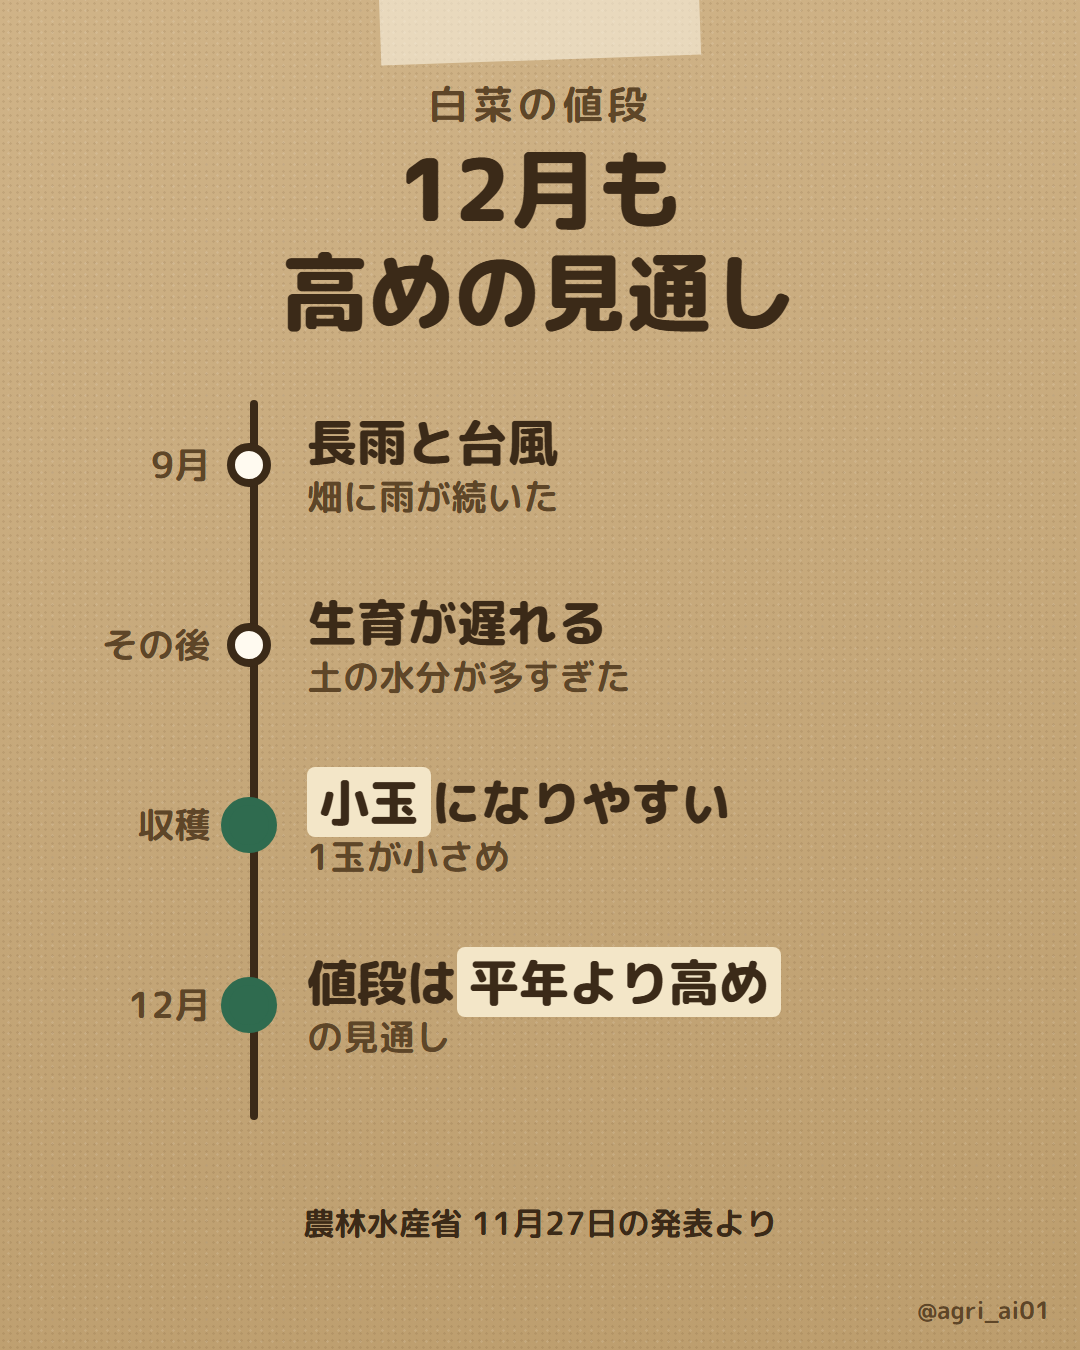 白菜の値段
12月も
高めの見通し
9月
長雨と台風
畑に雨が続いた
その後
生育が遅れる
土の水分が多すぎた
収穫
小玉になりやすい
1玉が小さめ
12月
値段は平年より高め
の見通し
農林水産省 11月27日の発表より
@agri_ai01